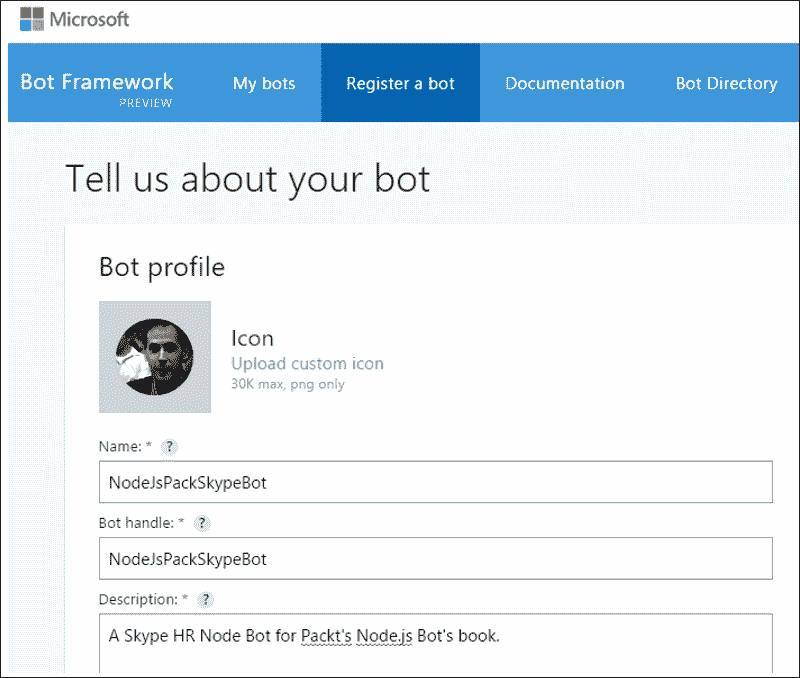 Microsoft
Bot Framework My bots Register a bot Documentation Bot Directory
PREVIEW
Tell us about your bot
Bot profile
Icon
Upload custom icon
30K max, png only
Name: * ?
NodeJsPackSkypeBot
Bot handle: * ?
NodeJsPackSkypeBot
Description: * ?
A Skype HR Node Bot for Packt's Node.js Bot's book.